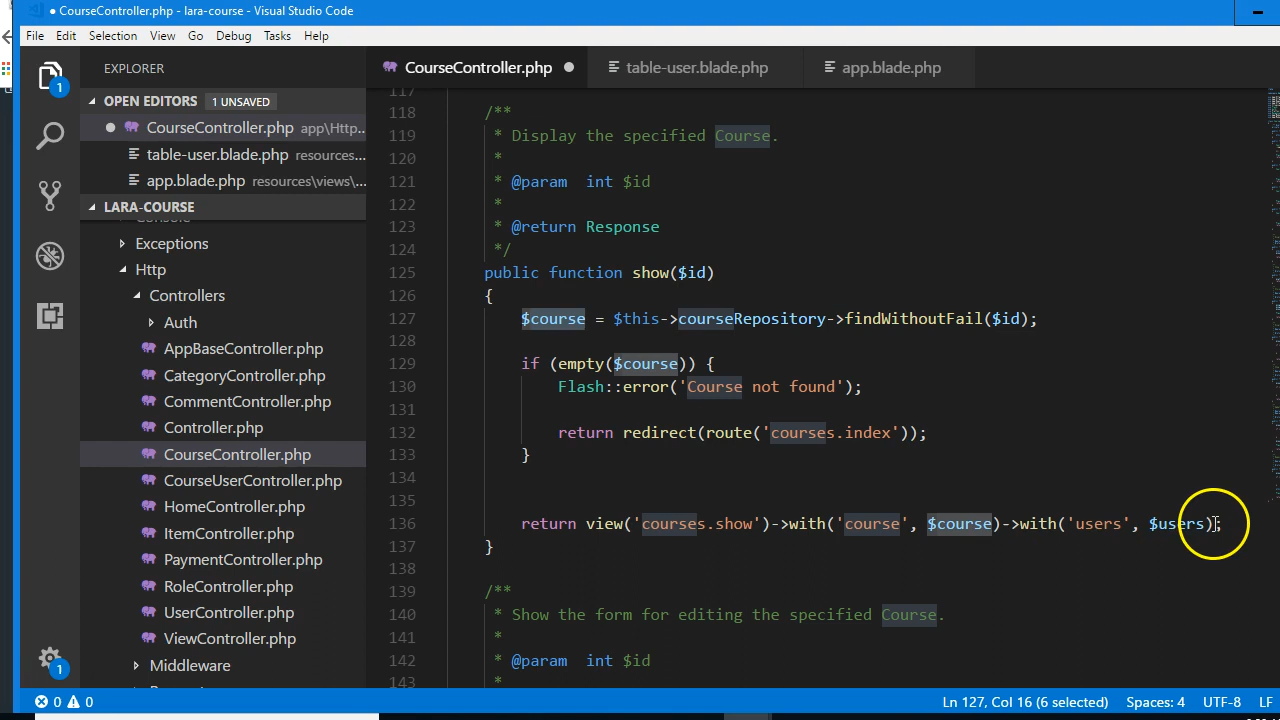 ● CourseController.php - lara-course - Visual Studio Code
File Edit Selection View Go Debug Tasks Help
EXPLORER
OPEN EDITORS 1 UNSAVED
● CourseController.php app\Http...
table-user.blade.php resources...
app.blade.php resources\views\...
LARA-COURSE
Console
Exceptions
Http
Controllers
Auth
AppBaseController.php
CategoryController.php
CommentController.php
Controller.php
CourseController.php
CourseUserController.php
HomeController.php
ItemController.php
PaymentController.php
RoleController.php
UserController.php
ViewController.php
Middleware
1
1
CourseController.php ● table-user.blade.php app.blade.php
117
118 /**
119 * Display the specified Course.
120 *
121 * @param  int $id
122 *
123 * @return Response
124 */
125 public function show($id)
126 {
127 $course = $this->courseRepository->findWithoutFail($id);
128
129 if (empty($course)) {
130 Flash::error('Course not found');
131
132 return redirect(route('courses.index'));
133 }
134
135
136 return view('courses.show')->with('course', $course)->with('users', $users);
137 }
138
139 /**
140 * Show the form for editing the specified Course.
141 *
142 * @param  int $id
143 *
0 0 Ln 127, Col 16 (6 selected) Spaces: 4 UTF-8 LF